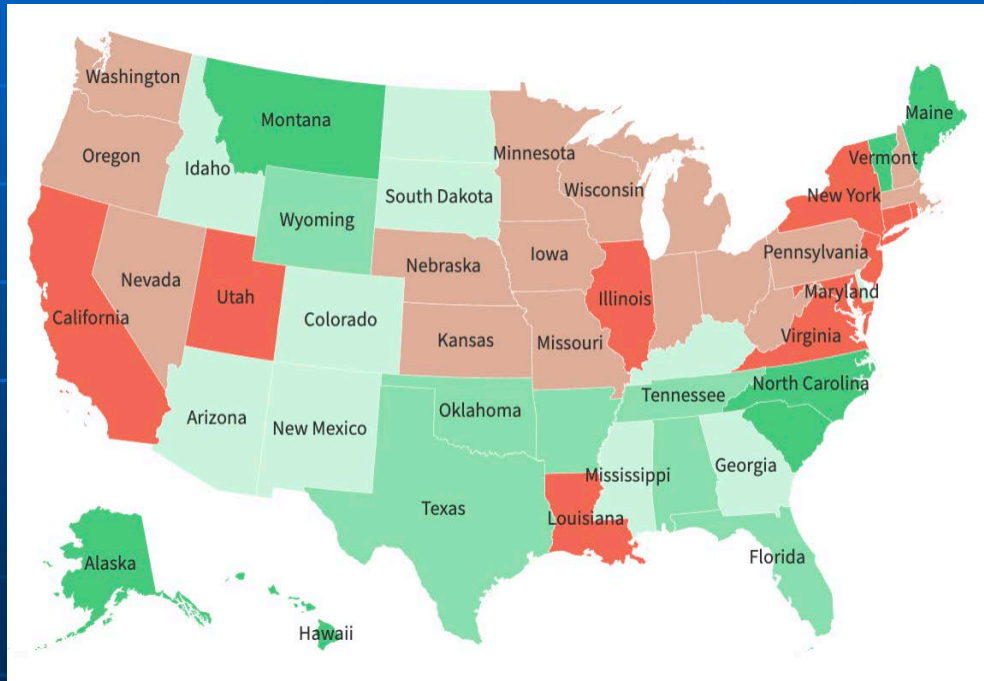 Washington
Maine
Montana
Oregon
Minnesota
Vermont
Idaho
Wisconsin
South Dakota
New York
Wyoming
Iowa
Pennsylvania
Nebraska
Nevada
Utah
Illinois
Maryland
California
Colorado
Kansas
Missouri
Virginia
North Carolina
Tennessee
Oklahoma
Arizona
New Mexico
Georgia
Mississippi
Texas
Louisiana
Florida
Alaska
Hawaii